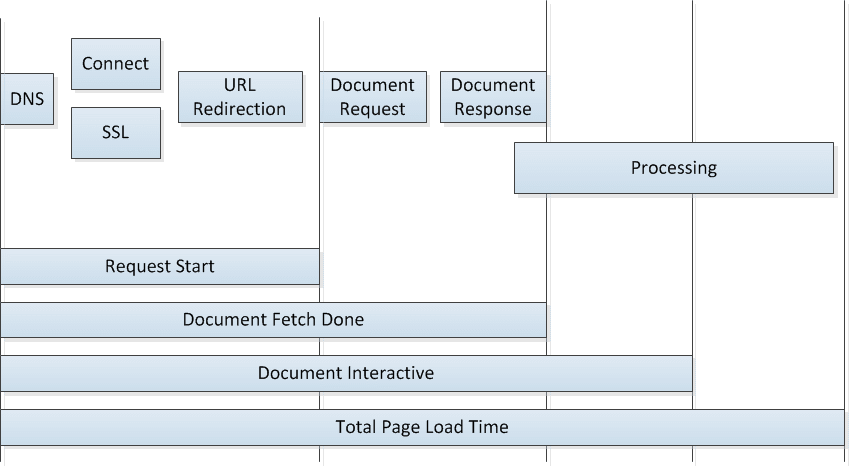 Connect
DNS
SSL
URL
Redirection
Document
Request
Document
Response
Processing
Request Start
Document Fetch Done
Document Interactive
Total Page Load Time